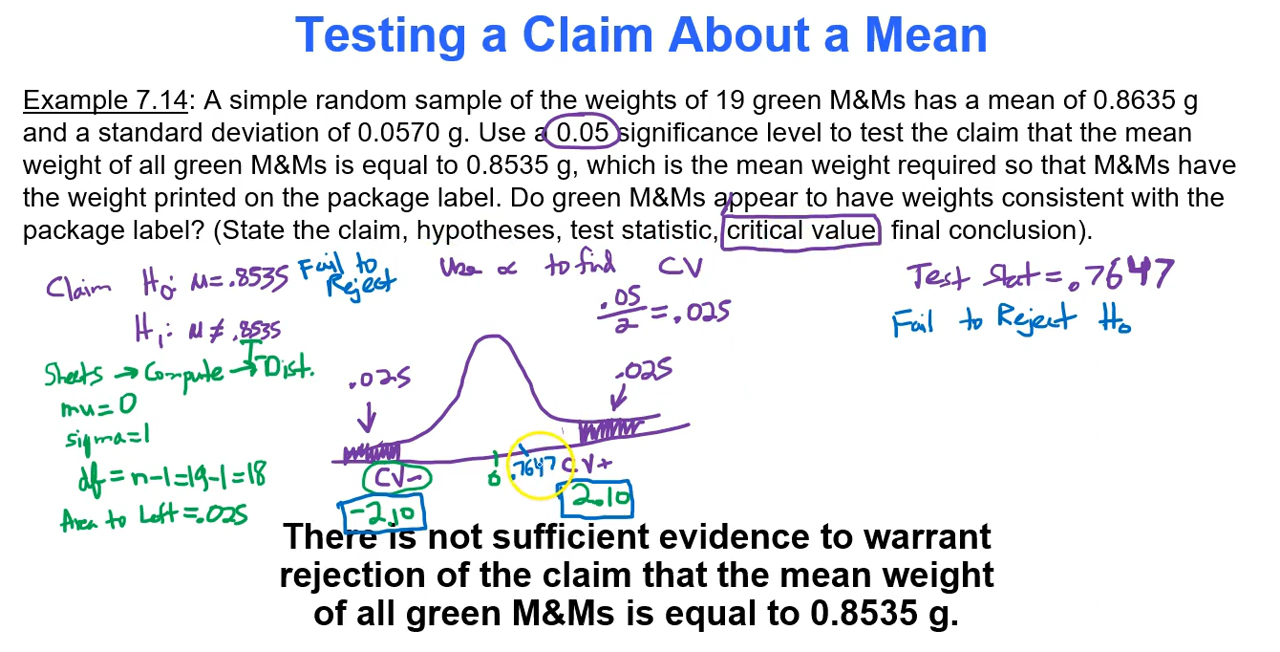 Testing a Claim About a Mean
Example 7.14: A simple random sample of the weights of 19 green M&Ms has a mean of 0.8635 g
and a standard deviation of 0.0570 g. Use a 0.05 significance level to test the claim that the mean
weight of all green M&Ms is equal to 0.8535 g, which is the mean weight required so that M&Ms have
the weight printed on the package label. Do green M&Ms appear to have weights consistent with the
package label? (State the claim, hypotheses, test statistic, critical value, final conclusion).
Claim H₀: μ=.8535 Fail to
Reject
H₁: μ ≠ .8535
Use α to find CV
.05/2 = .025
Test Stat = .7647
Fail to Reject H₀
Sheets → Compute → T Dist.
mu=0
sigma=1
df=n-1=19-1=18
Area to Left=.025
.025
.025
CV-
0
.7647
CV+
-2.10
2.10
There is not sufficient evidence to warrant
rejection of the claim that the mean weight
of all green M&Ms is equal to 0.8535 g.